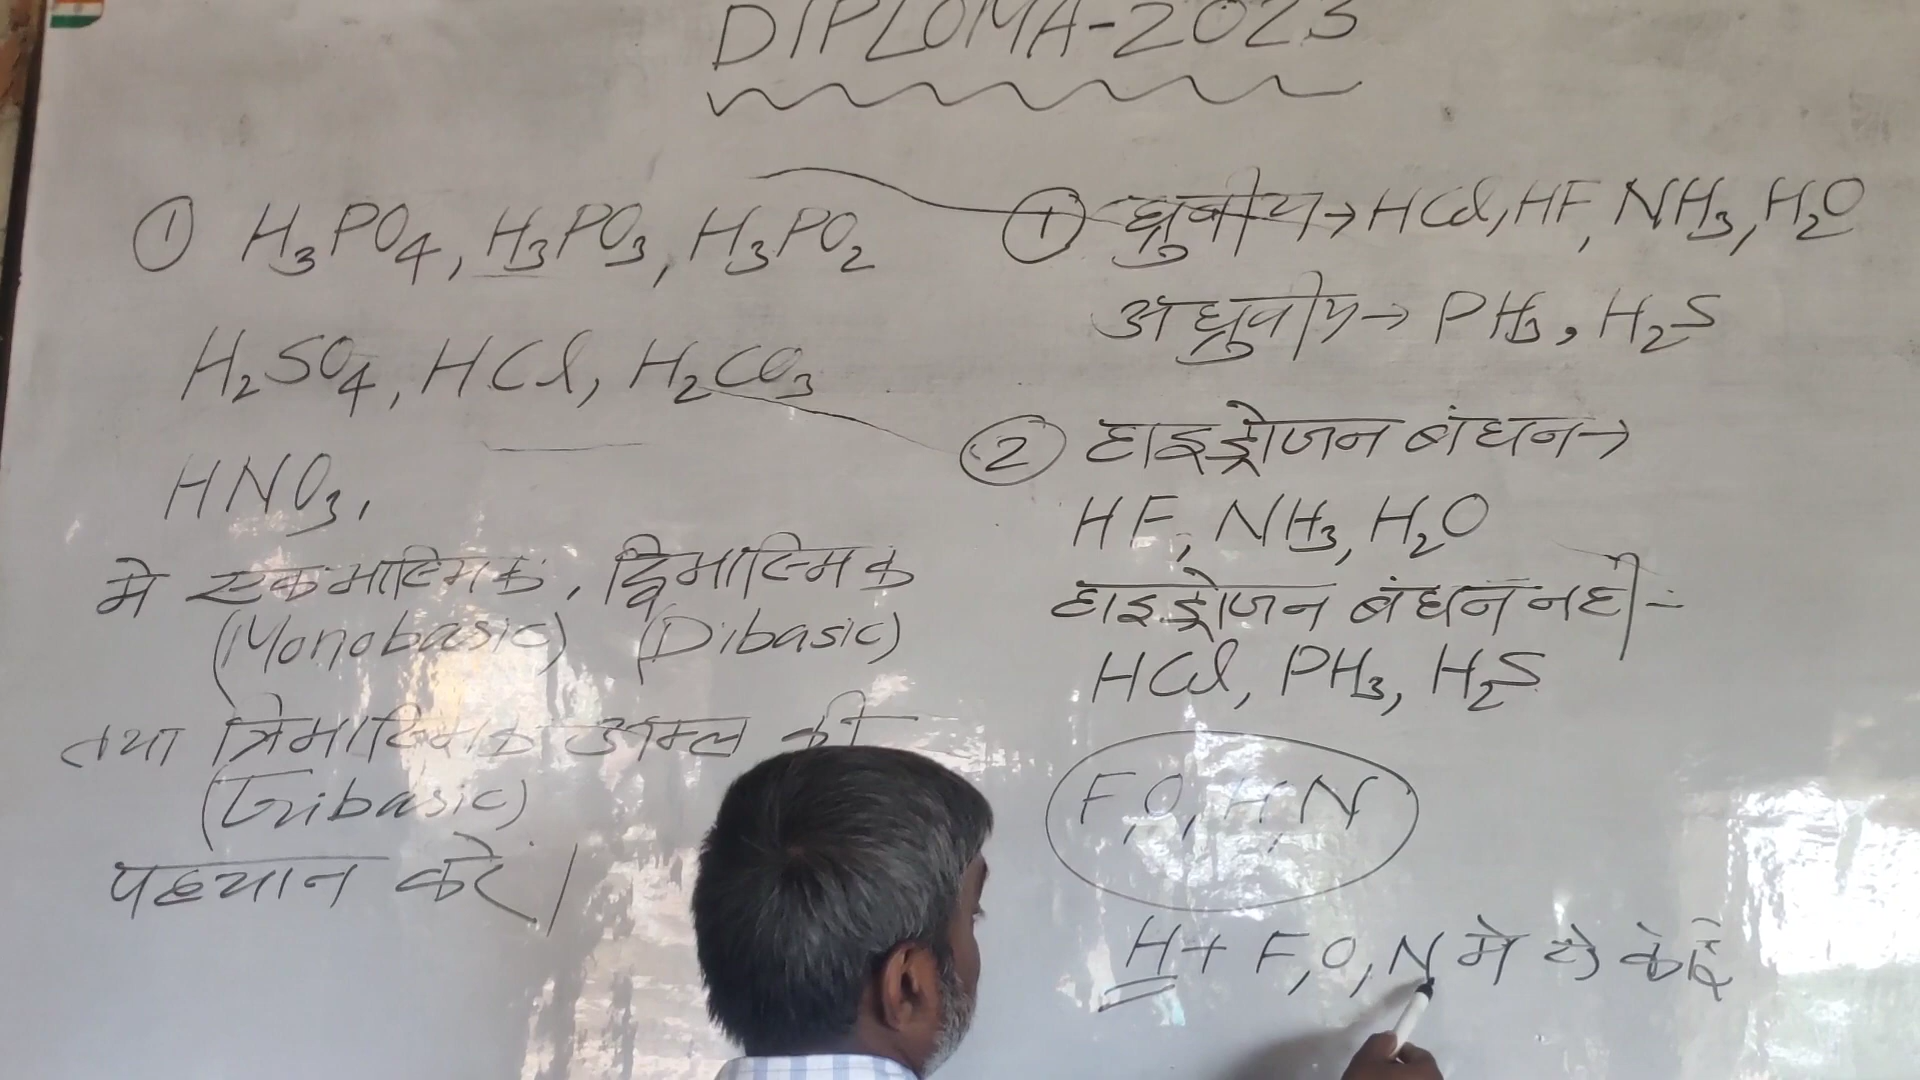 DIPLOMA-2023
① H₃PO₄, H₃PO₃, H₃PO₂
H₂SO₄, HCl, H₂CO₃
HNO₃,
मे एकभास्मिक, द्विभास्मिक
(Monobasic) (Dibasic)
तथा त्रिभास्मिक अम्ल की
(Tribasic)
पहचान करें।
① ध्रुवीय→ HCl, HF, NH₃, H₂O
अध्रुवीय→ PH₃, H₂S
② हाइड्रोजन बंधन→
HF, NH₃, H₂O
हाइड्रोजन बंधन नही -
HCl, PH₃, H₂S
F, O, H, N
H + F, O, N मे से कोई